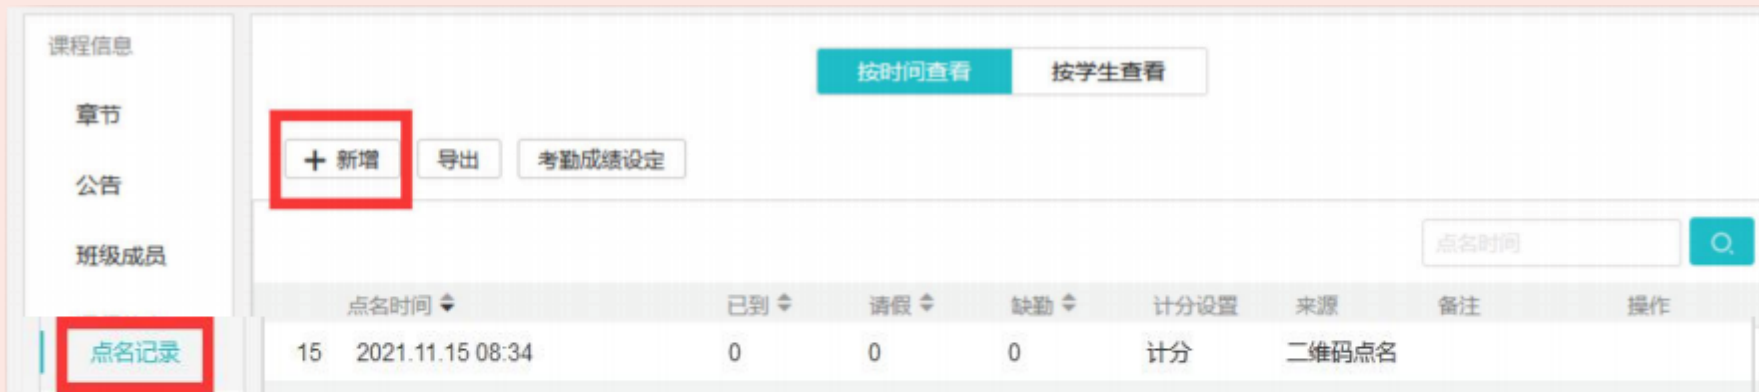 课程信息
章节
公告
班级成员
点名记录
按时间查看 按学生查看
+ 新增 导出 考勤成绩设定
点名时间
点名时间 已到 请假 缺勤 计分设置 来源 备注 操作
15 2021.11.15 08:34 0 0 0 计分 二维码点名